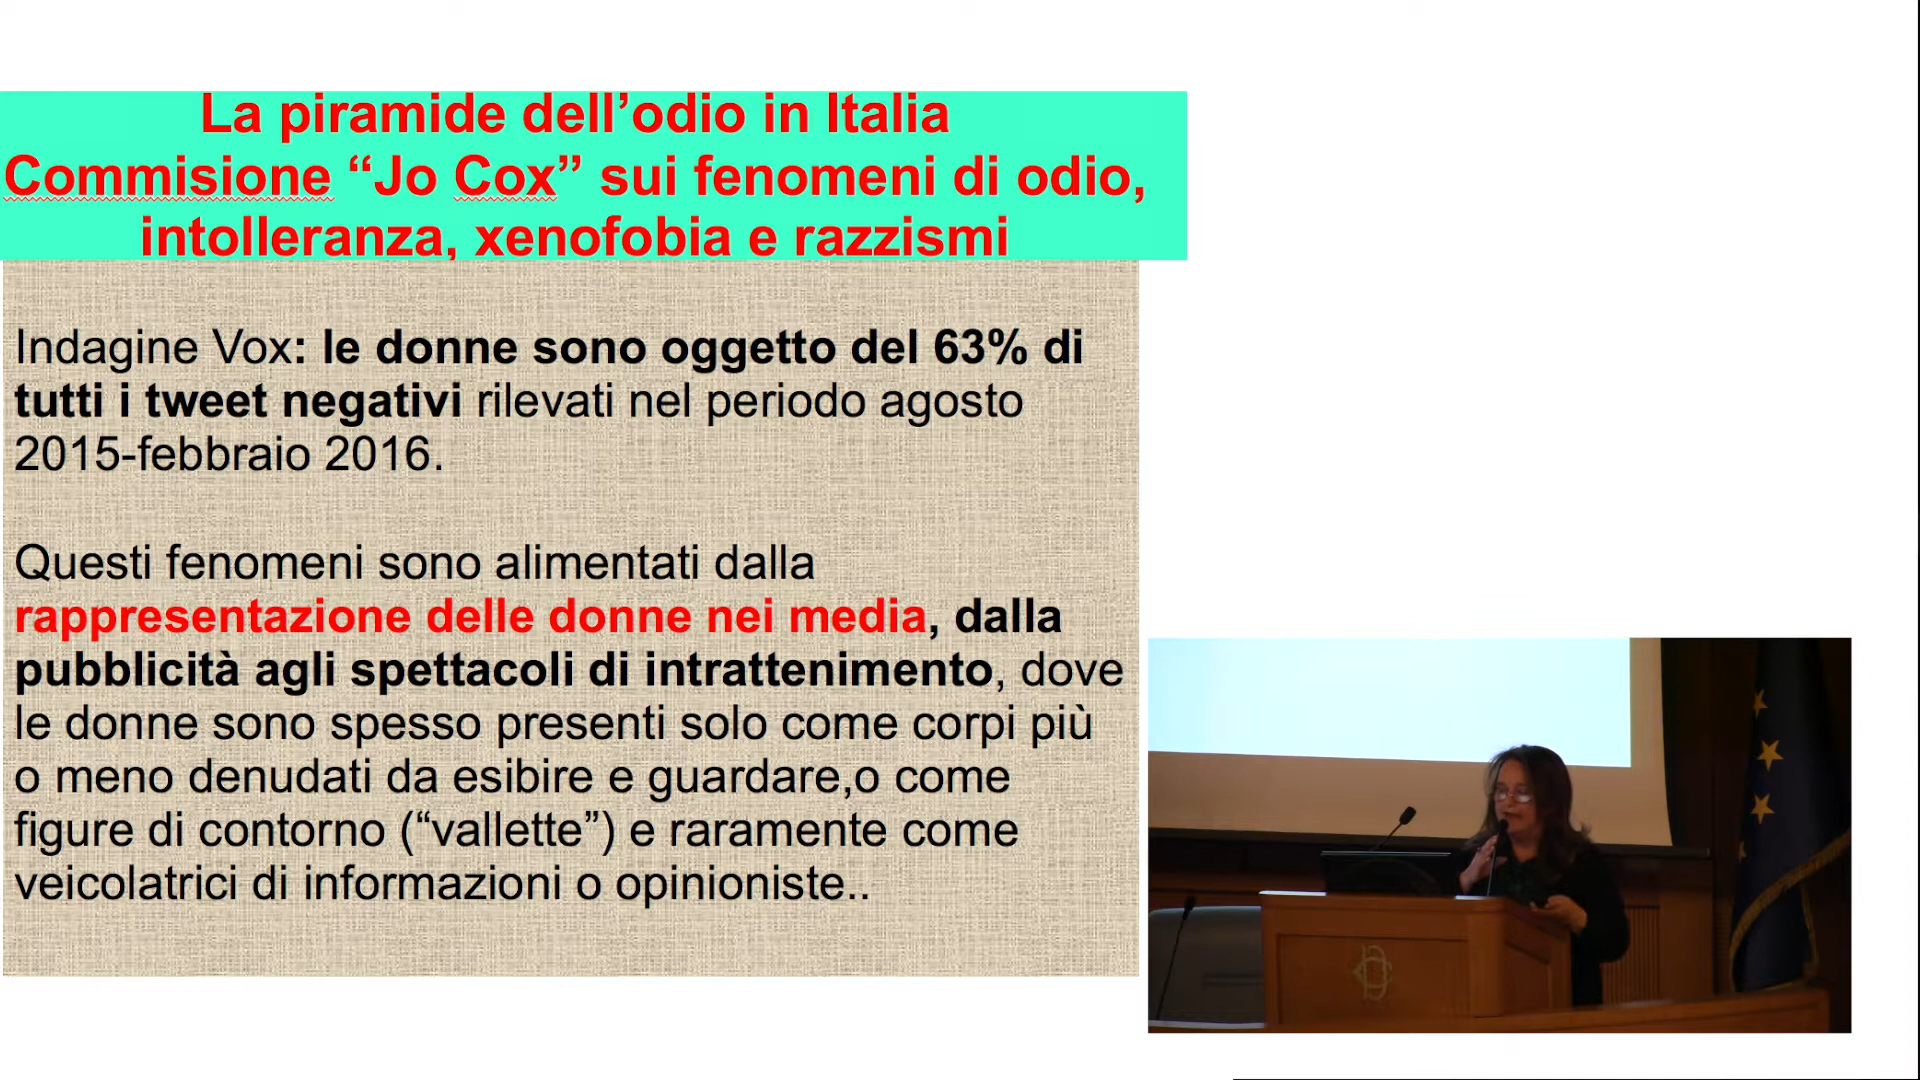 La piramide dell’odio in Italia
Commisione “Jo Cox” sui fenomeni di odio,
intolleranza, xenofobia e razzismi
Indagine Vox: le donne sono oggetto del 63% di
tutti i tweet negativi rilevati nel periodo agosto
2015-febbraio 2016.
Questi fenomeni sono alimentati dalla
rappresentazione delle donne nei media, dalla
pubblicità agli spettacoli di intrattenimento, dove
le donne sono spesso presenti solo come corpi più
o meno denudati da esibire e guardare,o come
figure di contorno (“vallette”) e raramente come
veicolatrici di informazioni o opinioniste..